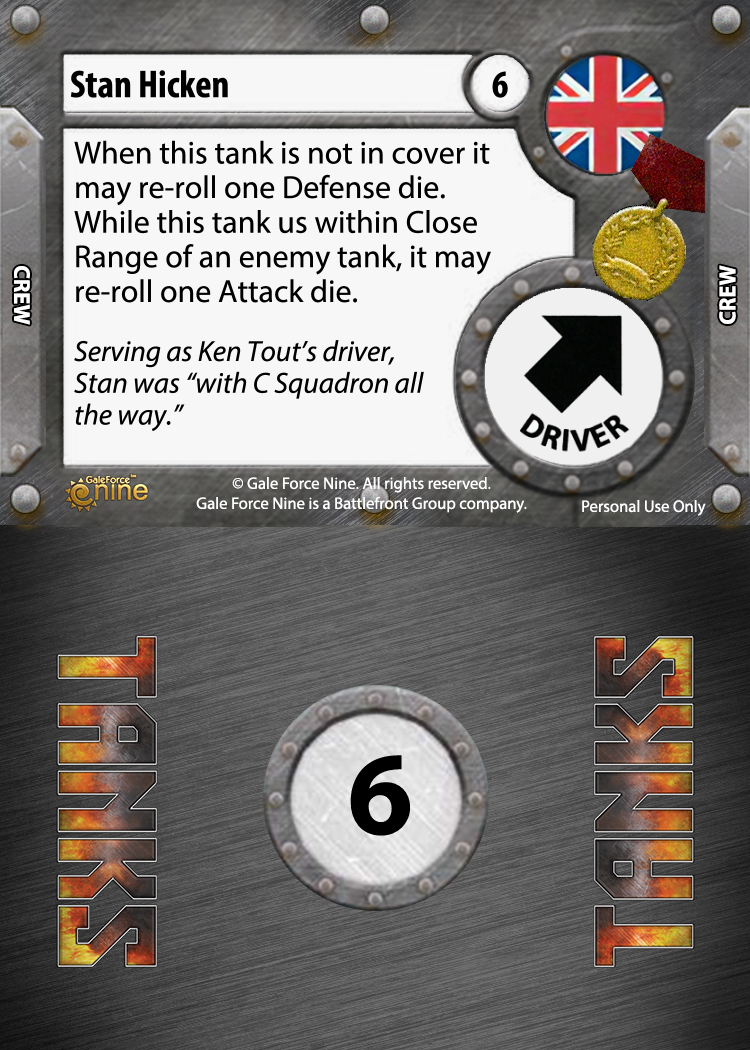 Stan Hicken
6
When this tank is not in cover it
may re-roll one Defense die.
While this tank us within Close
Range of an enemy tank, it may
re-roll one Attack die.
Serving as Ken Tout’s driver,
Stan was “with C Squadron all
the way.”
CREW
CREW
DRIVER
GaleForce™
nine
© Gale Force Nine. All rights reserved.
Gale Force Nine is a Battlefront Group company.
Personal Use Only
TANKS
6
TANKS